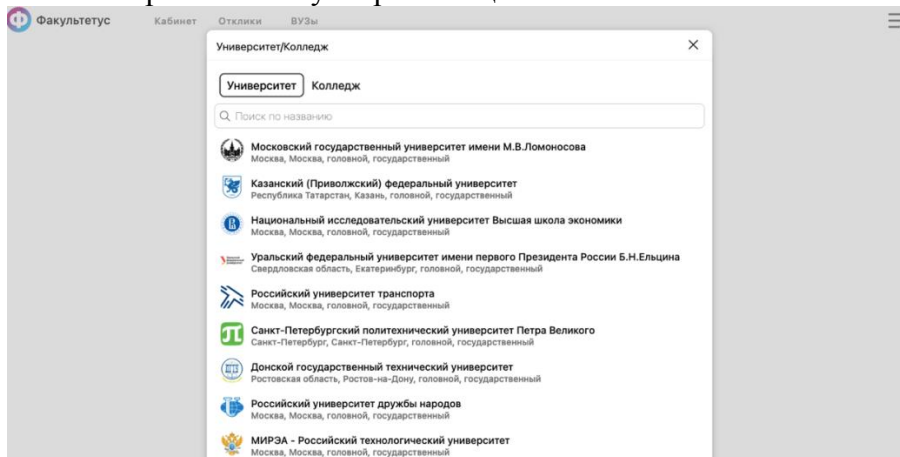 Факультетус Кабинет Отклики ВУЗы
Университет/Колледж
Университет Колледж
Поиск по названию
Московский государственный университет имени М.В.Ломоносова
Москва, Москва, головной, государственный
Казанский (Приволжский) федеральный университет
Республика Татарстан, Казань, головной, государственный
Национальный исследовательский университет Высшая школа экономики
Москва, Москва, головной, государственный
Уральский федеральный университет имени первого Президента России Б.Н.Ельцина
Свердловская область, Екатеринбург, головной, государственный
Российский университет транспорта
Москва, Москва, головной, государственный
Санкт-Петербургский политехнический университет Петра Великого
Санкт-Петербург, Санкт-Петербург, головной, государственный
Донской государственный технический университет
Ростовская область, Ростов-на-Дону, головной, государственный
Российский университет дружбы народов
Москва, Москва, головной, государственный
МИРЭА - Российский технологический университет
Москва, Москва, головной, государственный